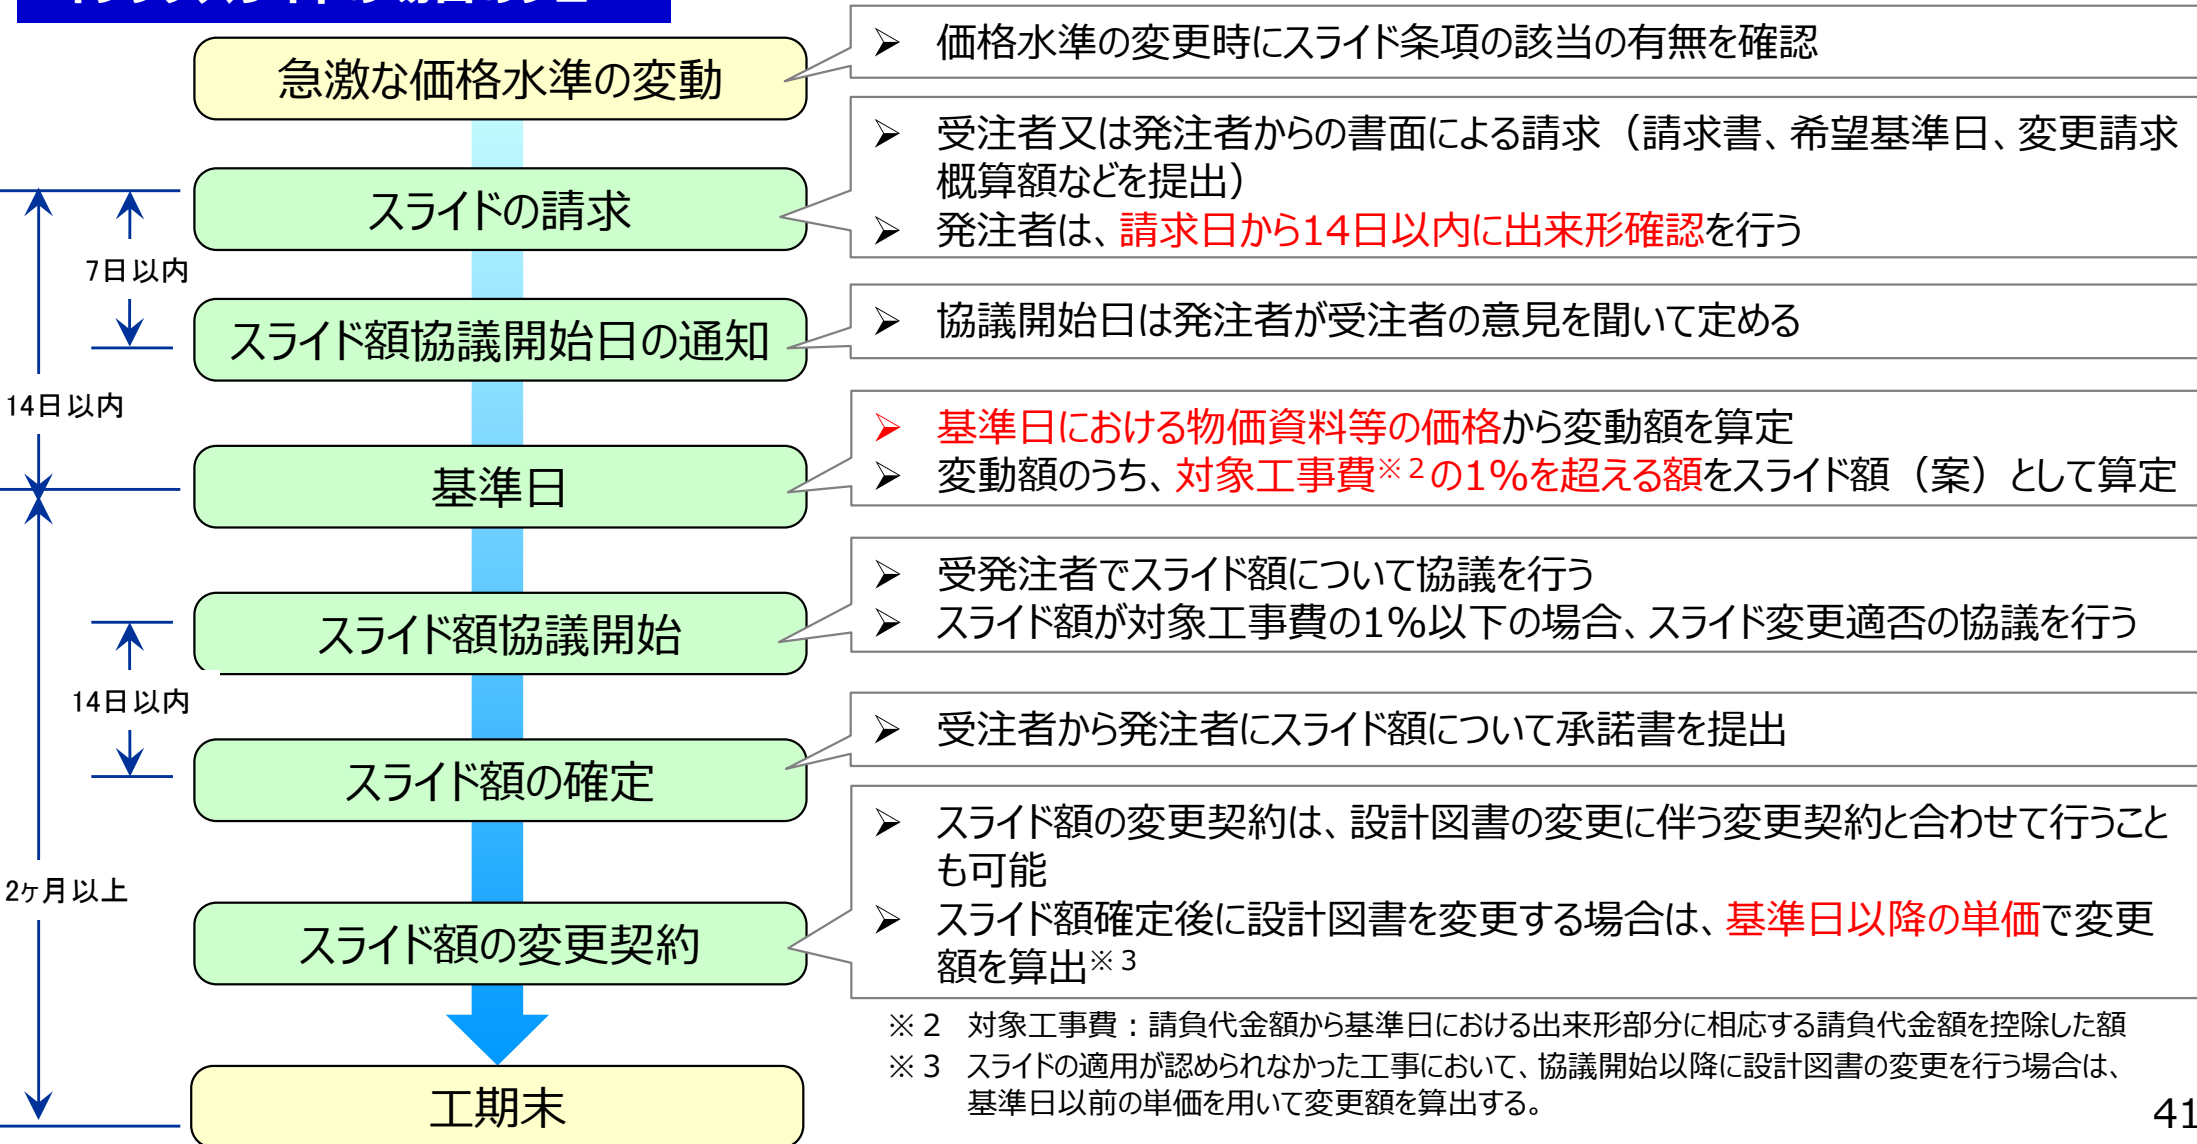 急激な価格水準の変動
➢ 価格水準の変更時にスライド条項の該当の有無を確認
スライドの請求
➢ 受注者又は発注者からの書面による請求（請求書、希望基準日、変更請求
概算額などを提出）
➢ 発注者は、請求日から14日以内に出来形確認を行う
7日以内
スライド額協議開始日の通知
➢ 協議開始日は発注者が受注者の意見を聞いて定める
14日以内
基準日
➢ 基準日における物価資料等の価格から変動額を算定
➢ 変動額のうち、対象工事費※２の1%を超える額をスライド額（案）として算定
スライド額協議開始
➢ 受発注者でスライド額について協議を行う
➢ スライド額が対象工事費の1%以下の場合、スライド変更適否の協議を行う
14日以内
スライド額の確定
➢ 受注者から発注者にスライド額について承諾書を提出
2ヶ月以上
スライド額の変更契約
➢ スライド額の変更契約は、設計図書の変更に伴う変更契約と合わせて行うこと
も可能
➢ スライド額確定後に設計図書を変更する場合は、基準日以降の単価で変更
額を算出※３
工期末
※２ 対象工事費：請負代金額から基準日における出来形部分に相応する請負代金額を控除した額
※３ スライドの適用が認められなかった工事において、協議開始以降に設計図書の変更を行う場合は、
基準日以前の単価を用いて変更額を算出する。
41